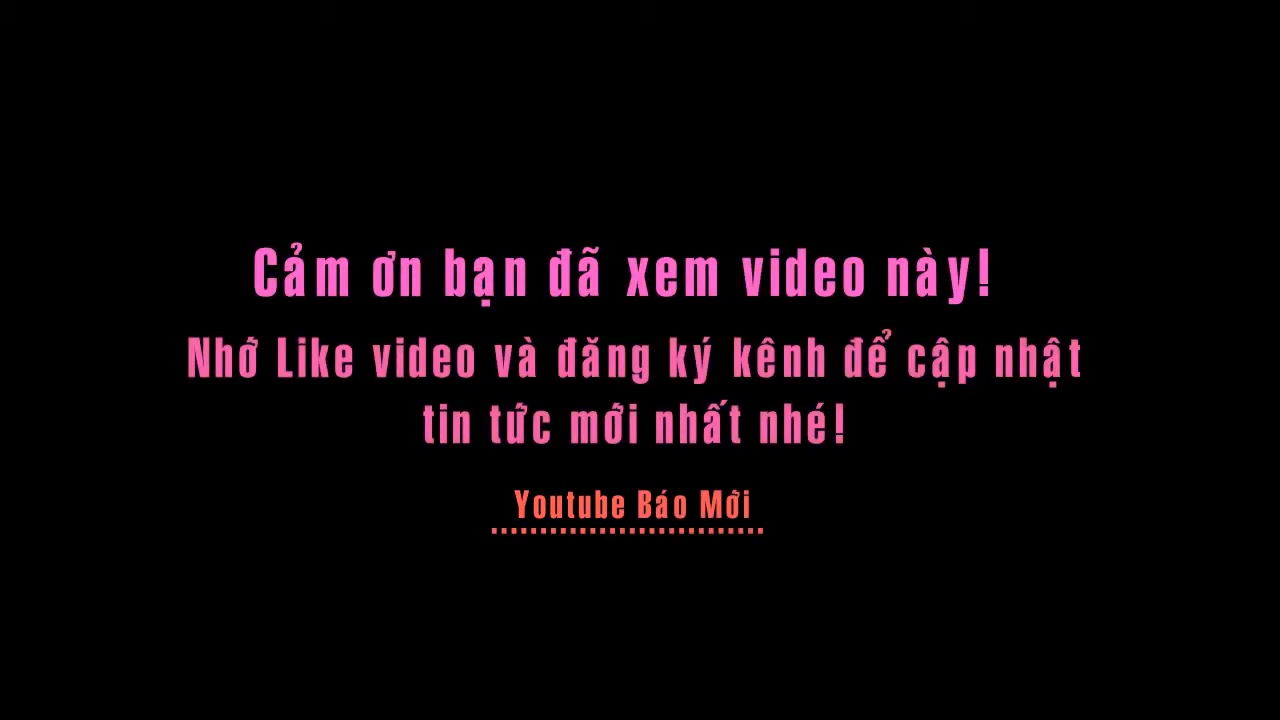 Cảm ơn bạn đã xem video này!
Nhớ Like video và đăng ký kênh để cập nhật
tin tức mới nhất nhé!
Youtube Báo Mới